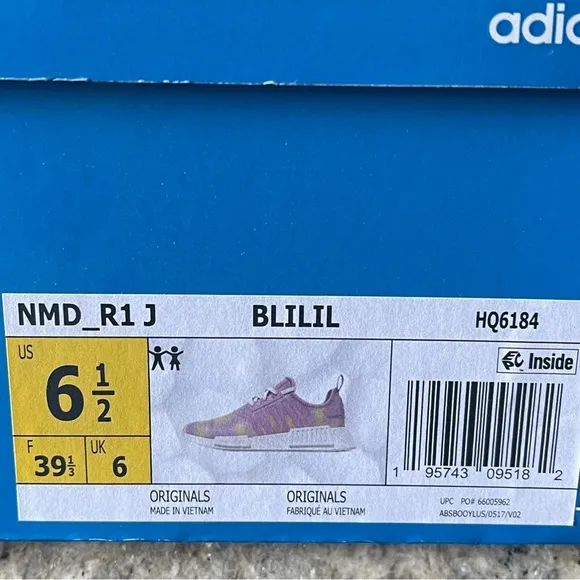 adid
NMD_R1 J BLILIL HQ6184
US
6 1/2
F 39 1/3 UK 6
Inside
1 95743 09518 2
ORIGINALS ORIGINALS
MADE IN VIETNAM FABRIQUÉ AU VIETNAM
UPC PO# 66005962
ABSBOOYLUS/0517/V02